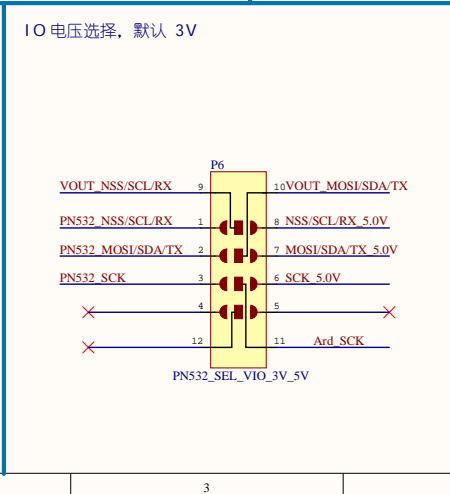 IO电压选择，默认 3V
P6
VOUT_NSS/SCL/RX 9 10 VOUT_MOSI/SDA/TX
PN532_NSS/SCL/RX 1 8 NSS/SCL/RX_5.0V
PN532_MOSI/SDA/TX 2 7 MOSI/SDA/TX_5.0V
PN532_SCK 3 6 SCK_5.0V
4 5
12 11 Ard_SCK
PN532_SEL_VIO_3V_5V
3